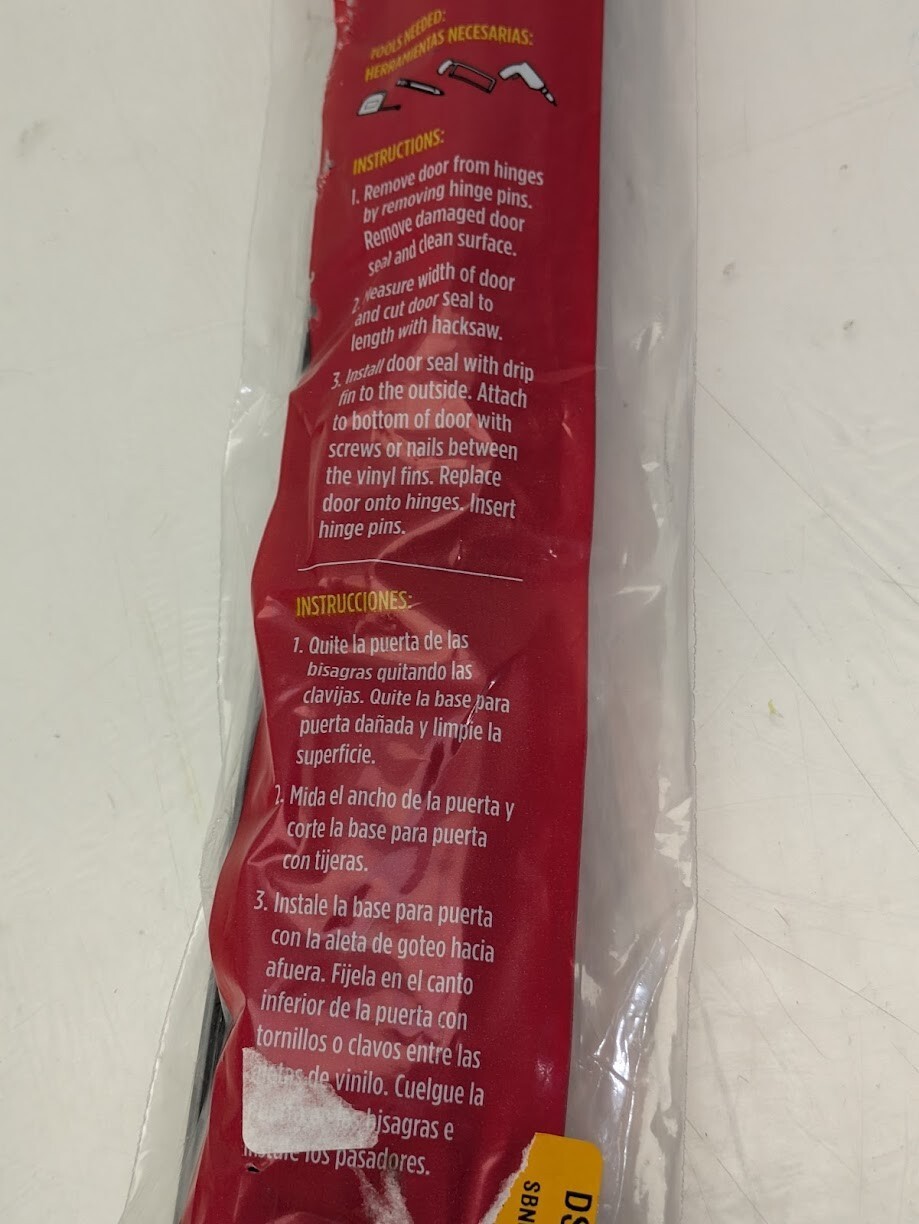 TOOLS NEEDED:
HERRAMIENTAS NECESARIAS:
INSTRUCTIONS:
1. Remove door from hinges
by removing hinge pins.
Remove damaged door
seal and clean surface.
2. Measure width of door
and cut door seal to
length with hacksaw.
3. Install door seal with drip
fin to the outside. Attach
to bottom of door with
screws or nails between
the vinyl fins. Replace
door onto hinges. Insert
hinge pins.
INSTRUCCIONES:
1. Quite la puerta de las
bisagras quitando las
clavijas. Quite la base para
puerta dañada y limpie la
superficie.
2. Mida el ancho de la puerta y
corte la base para puerta
con tijeras.
3. Instale la base para puerta
con la aleta de goteo hacia
afuera. Fijela en el canto
inferior de la puerta con
tornillos o clavos entre las
de vinilo. Cuelgue la
bisagras e
los pasadores.
DS
SBN